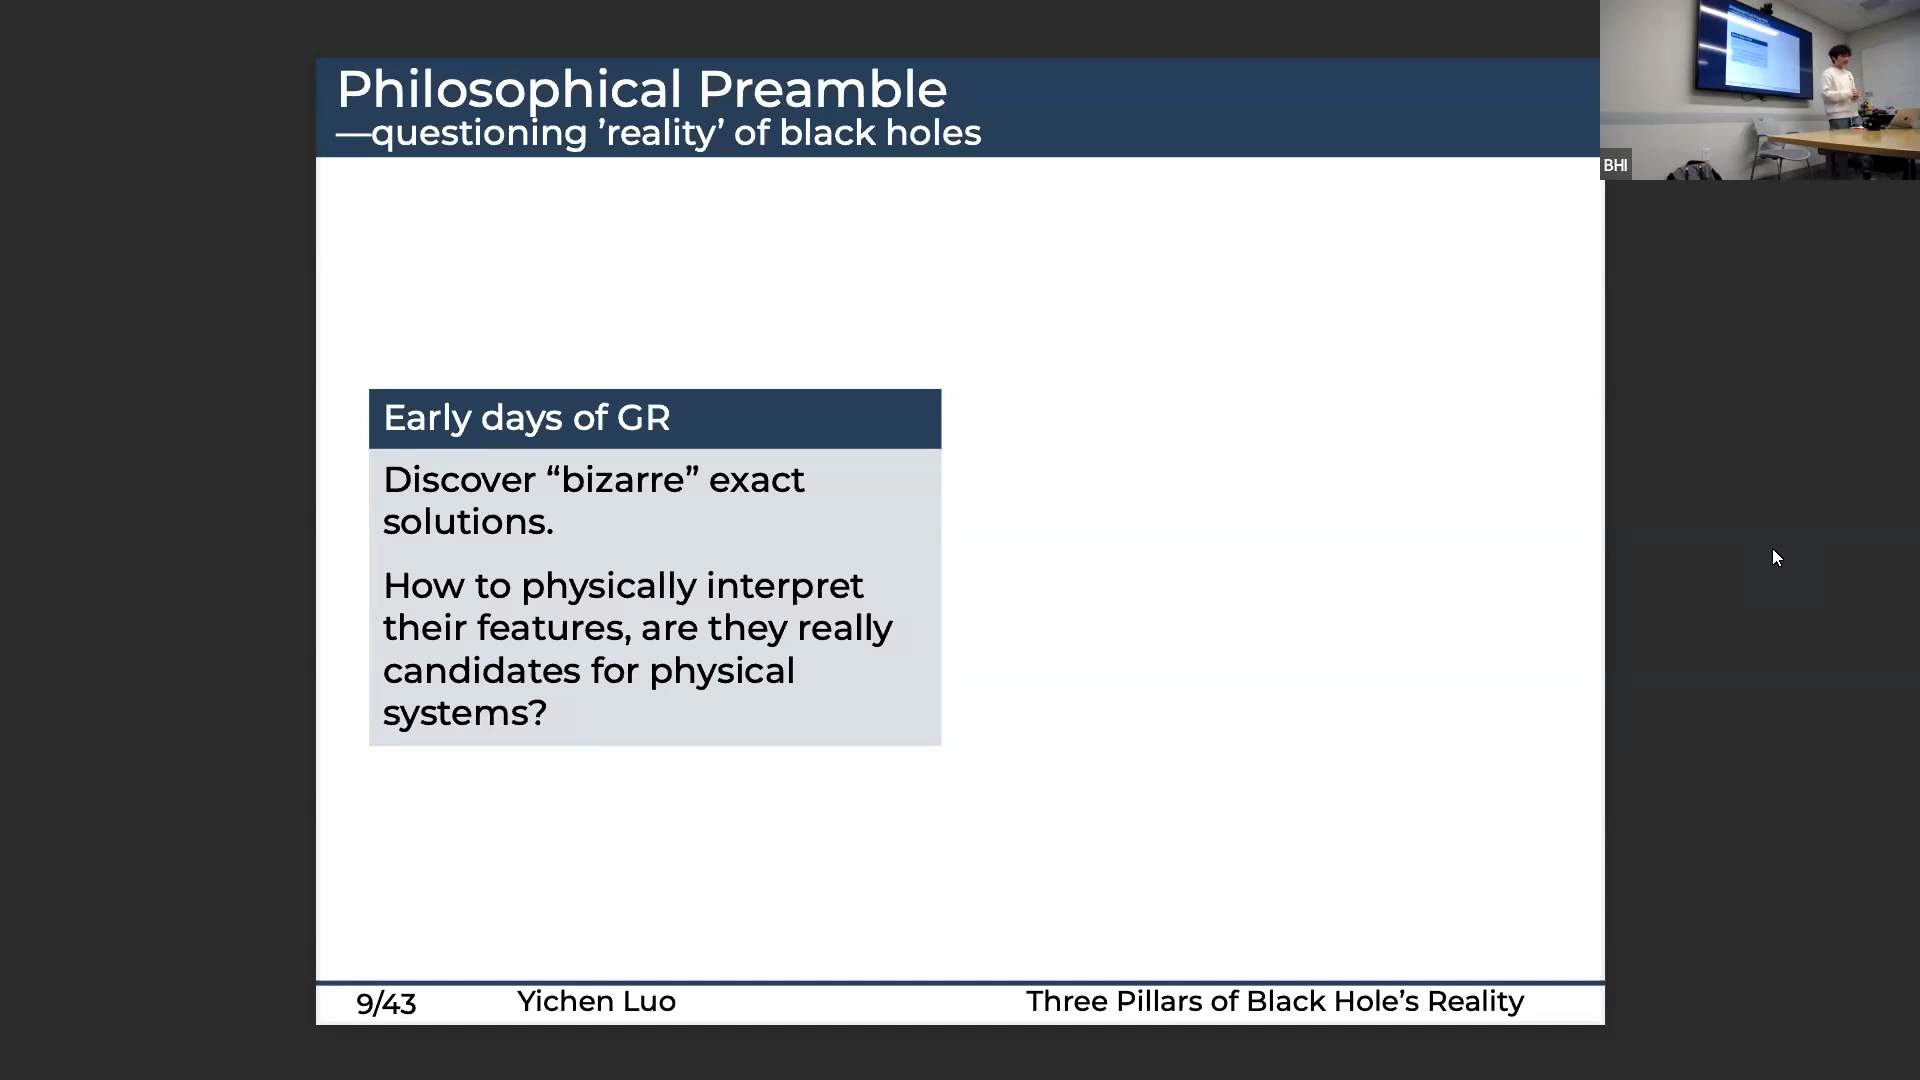 Philosophical Preamble
—questioning ’reality’ of black holes
BHI
Early days of GR
Discover “bizarre” exact
solutions.
How to physically interpret
their features, are they really
candidates for physical
systems?
9/43 Yichen Luo Three Pillars of Black Hole’s Reality